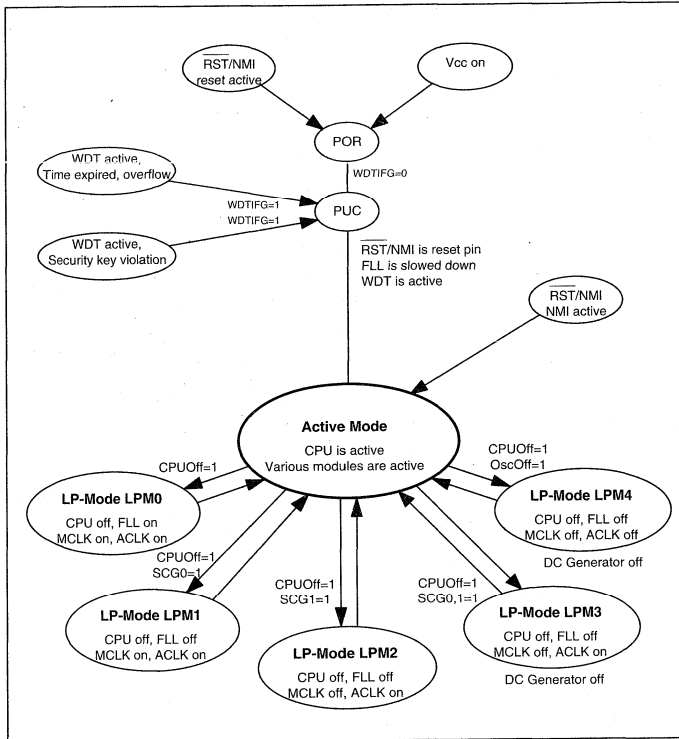 RST/NMI
reset active
Vcc on
POR
WDTIFG=0
WDT active,
Time expired, overflow
WDTIFG=1
WDTIFG=1
PUC
WDT active,
Security key violation
RST/NMI is reset pin
FLL is slowed down
WDT is active
RST/NMI
NMI active
Active Mode
CPU is active
Various modules are active
CPUOff=1
CPUOff=1
OscOff=1
LP-Mode LPM0
CPU off, FLL on
MCLK on, ACLK on
LP-Mode LPM4
CPU off, FLL off
MCLK off, ACLK off
DC Generator off
CPUOff=1
SCG0=1
CPUOff=1
SCG1=1
CPUOff=1
SCG0,1=1
LP-Mode LPM1
CPU off, FLL off
MCLK on, ACLK on
LP-Mode LPM2
CPU off, FLL off
MCLK off, ACLK on
LP-Mode LPM3
CPU off, FLL off
MCLK off, ACLK on
DC Generator off